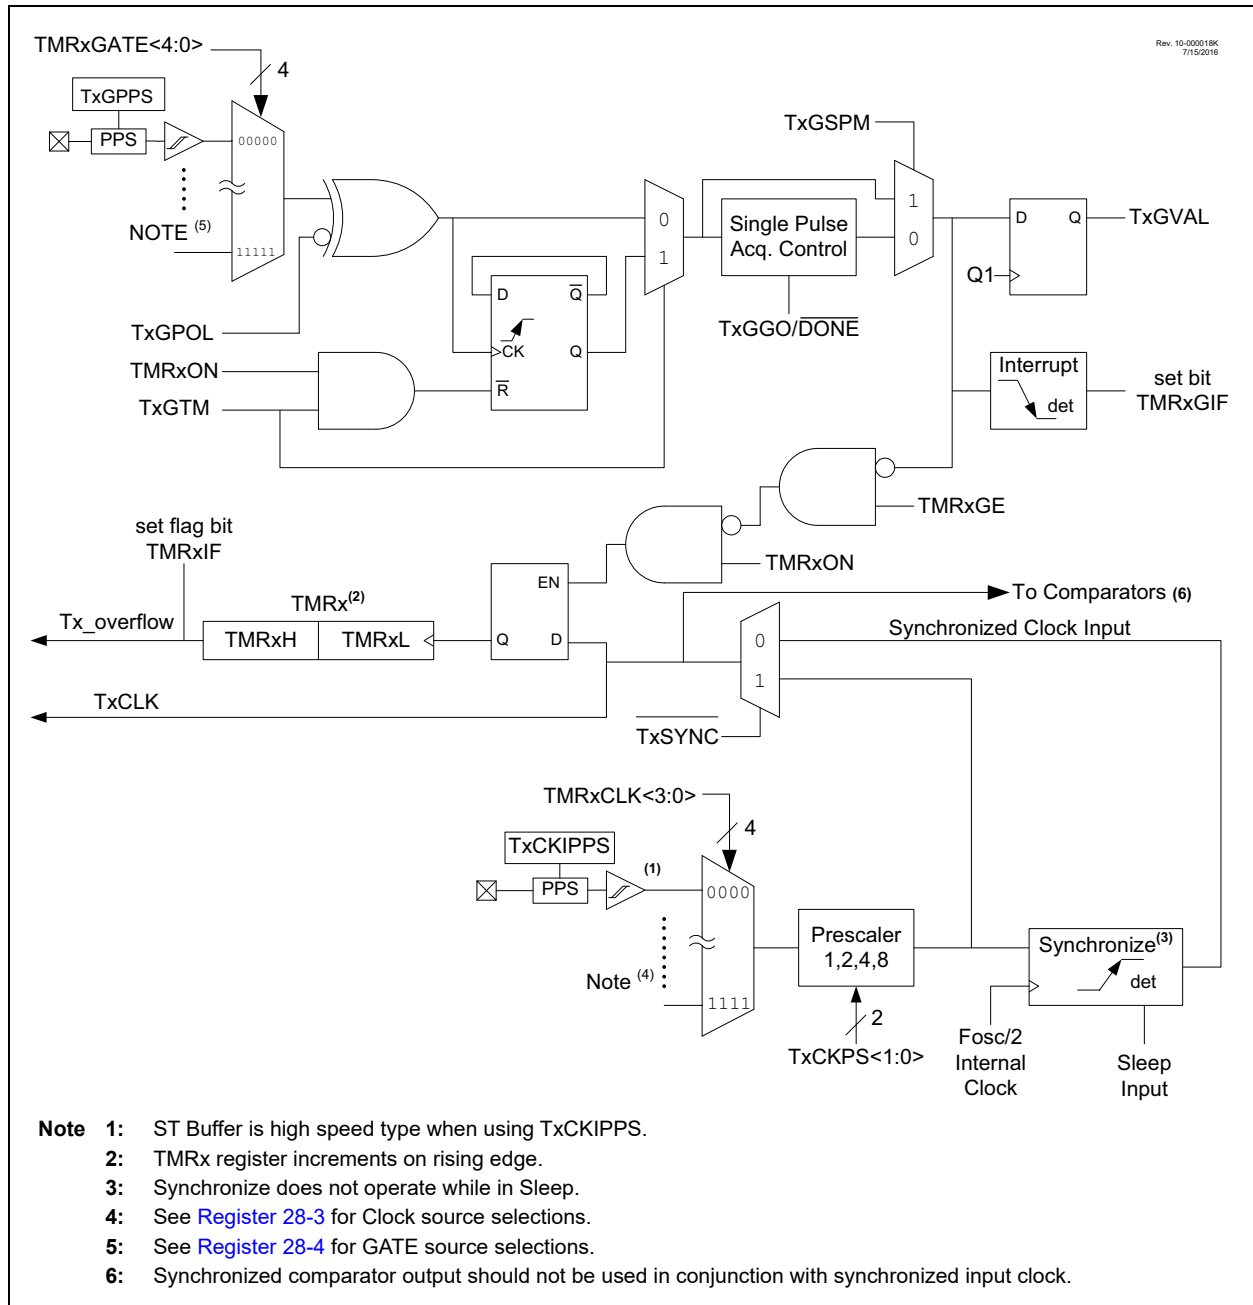 Rev. 10-000018K
7/15/2016
TMRxGATE<4:0>
4
TxGPPS
PPS
00000
NOTE (5)
11111
TxGPOL
TMRxON
TxGTM
D
Q
CK
Q
R
0
1
Single Pulse
Acq. Control
TxGGO/DONE
TxGSPM
1
0
D
Q
Q1
TxGVAL
Interrupt
det
set bit
TMRxGIF
TMRxGE
TMRxON
set flag bit
TMRxIF
Tx_overflow
TMRx(2)
TMRxH
TMRxL
EN
Q
D
To Comparators (6)
Synchronized Clock Input
0
1
TxCLK
TxSYNC
TMRxCLK<3:0>
4
TxCKIPPS
PPS
(1)
0000
Note (4)
1111
Prescaler
1,2,4,8
2
TxCKPS<1:0>
Synchronize(3)
det
Fosc/2
Internal
Clock
Sleep
Input
Note 1: ST Buffer is high speed type when using TxCKIPPS.
2: TMRx register increments on rising edge.
3: Synchronize does not operate while in Sleep.
4: See Register 28-3 for Clock source selections.
5: See Register 28-4 for GATE source selections.
6: Synchronized comparator output should not be used in conjunction with synchronized input clock.